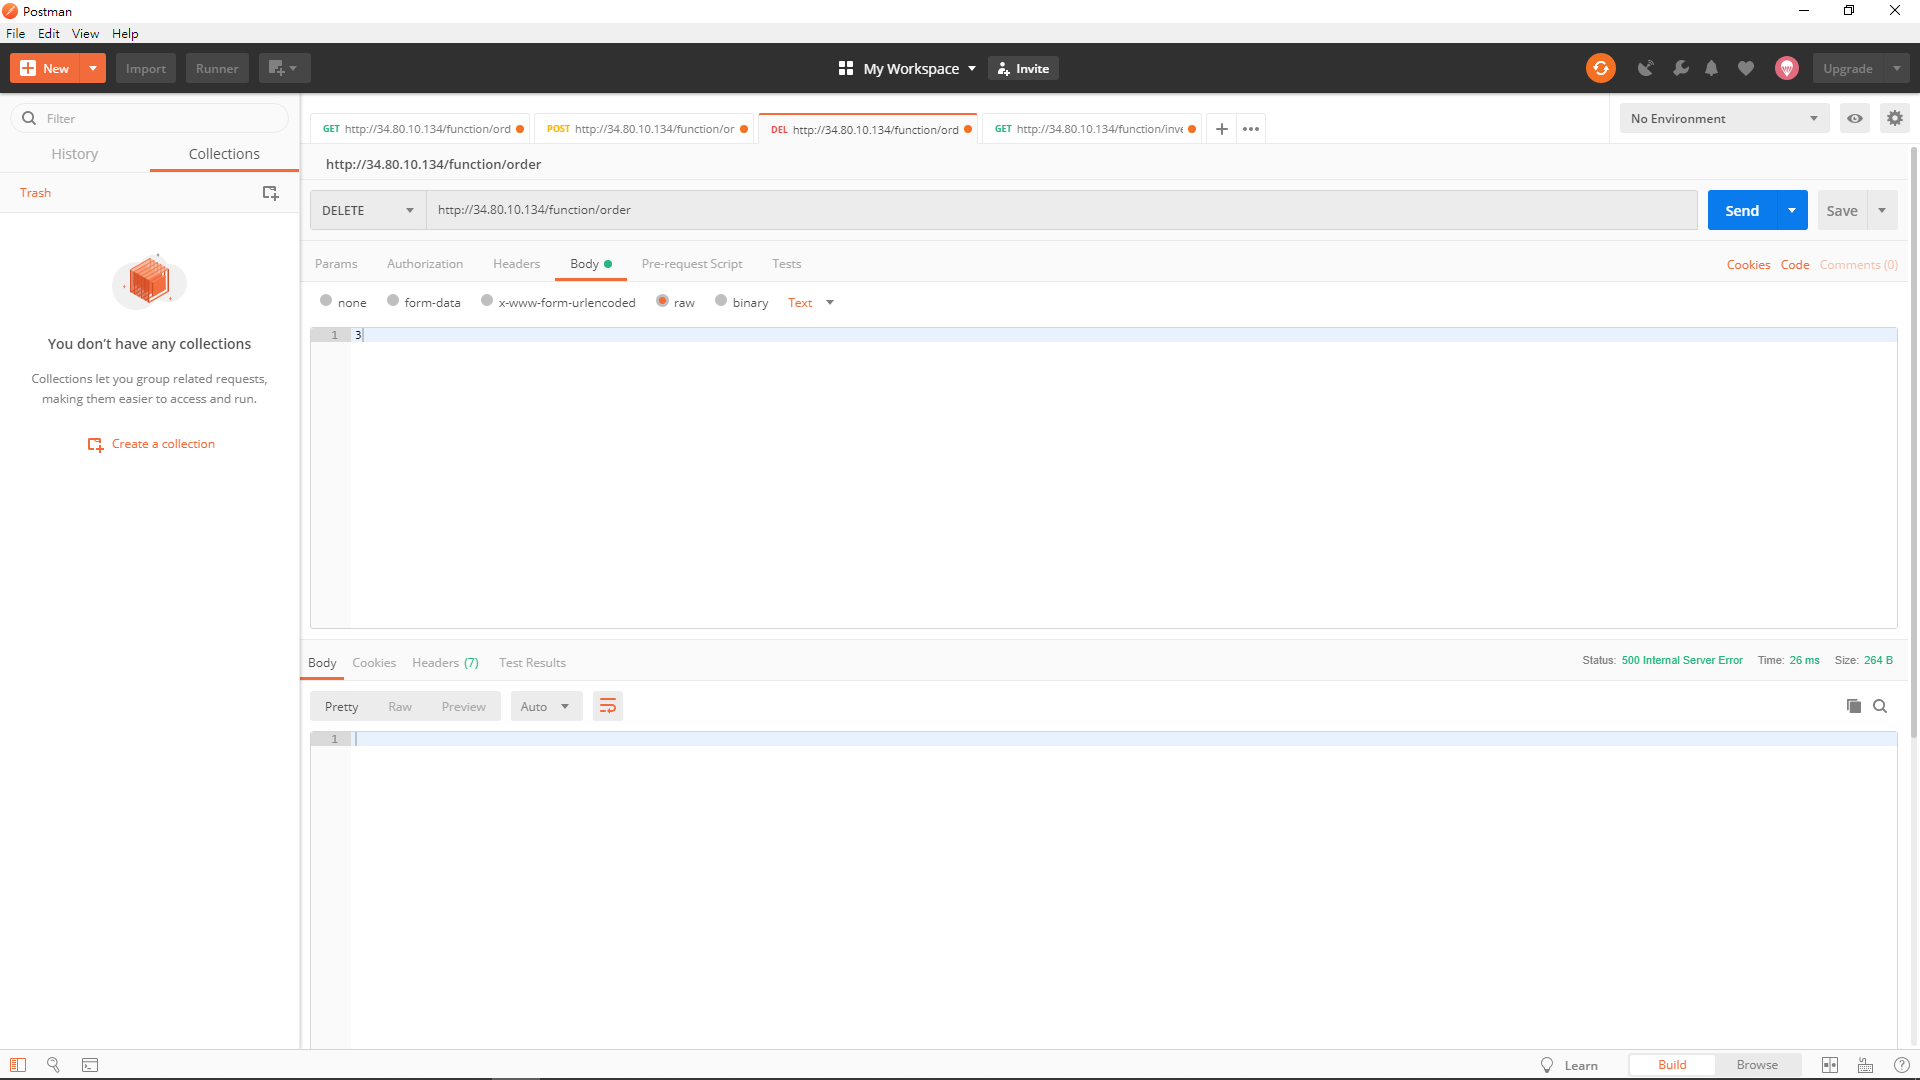 Postman
File Edit View Help
New Import Runner My Workspace Invite Upgrade
Filter
GET http://34.80.10.134/function/ord POST http://34.80.10.134/function/or DEL http://34.80.10.134/function/ord GET http://34.80.10.134/function/inve No Environment
History Collections
http://34.80.10.134/function/order
Trash
DELETE http://34.80.10.134/function/order Send Save
Params Authorization Headers Body Pre-request Script Tests Cookies Code Comments (0)
none form-data x-www-form-urlencoded raw binary Text
1 3
You don't have any collections
Collections let you group related requests,
making them easier to access and run.
Create a collection
Body Cookies Headers (7) Test Results Status: 500 Internal Server Error Time: 26 ms Size: 264 B
Pretty Raw Preview Auto
1
Learn Build Browse